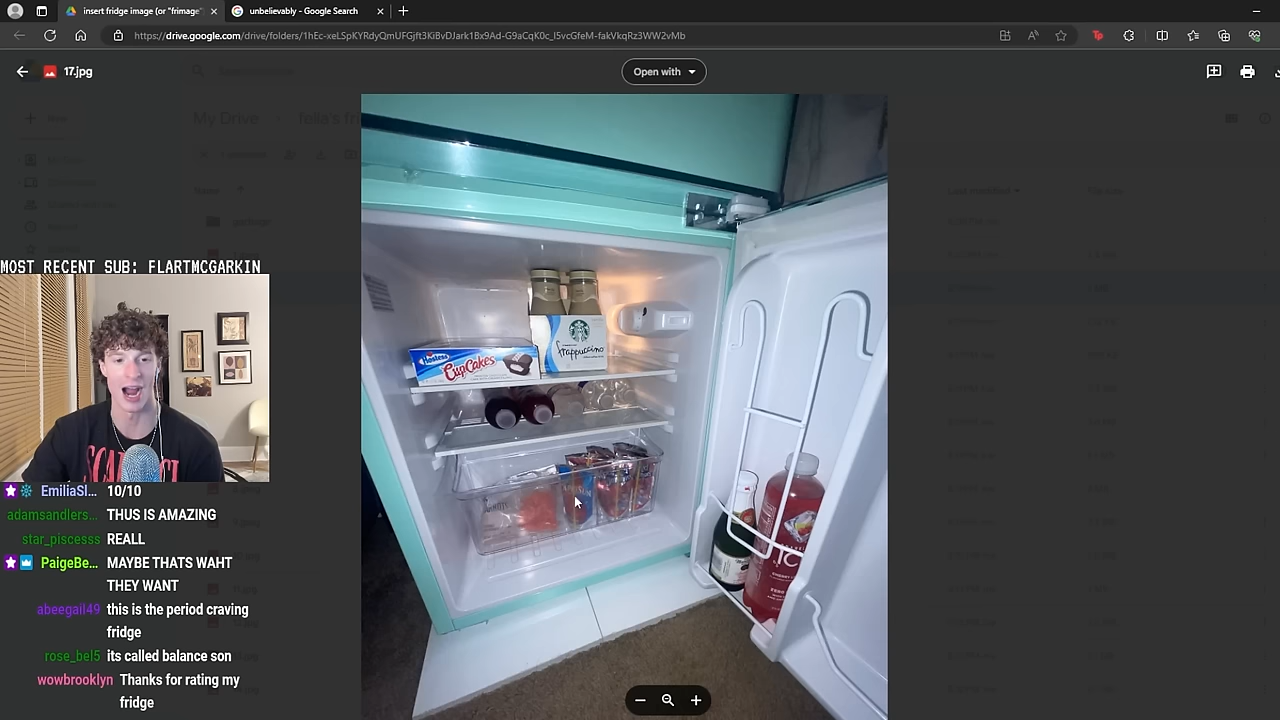 insert fridge image (or "frimage"
unbelievably - Google Search
https://drive.google.com/drive/folders/1hEc-xeLSpKYRdyQmUFGjft3KiBvDJark1Bx9Ad-G9aCqK0c_l5vcGfeM-fakVkqRz3WW2vMb
17.jpg
Open with
My Drive
MOST RECENT SUB: FLARTMCGARKIN
Hostess
CupCakes
frappuccino
EmiliaSl... 10/10
adamsandlers... THUS IS AMAZING
star_piscesss REALL
PaigeBe... MAYBE THATS WAHT
THEY WANT
abeegail49 this is the period craving
fridge
rose_bel5 its called balance son
wowbrooklyn Thanks for rating my
fridge